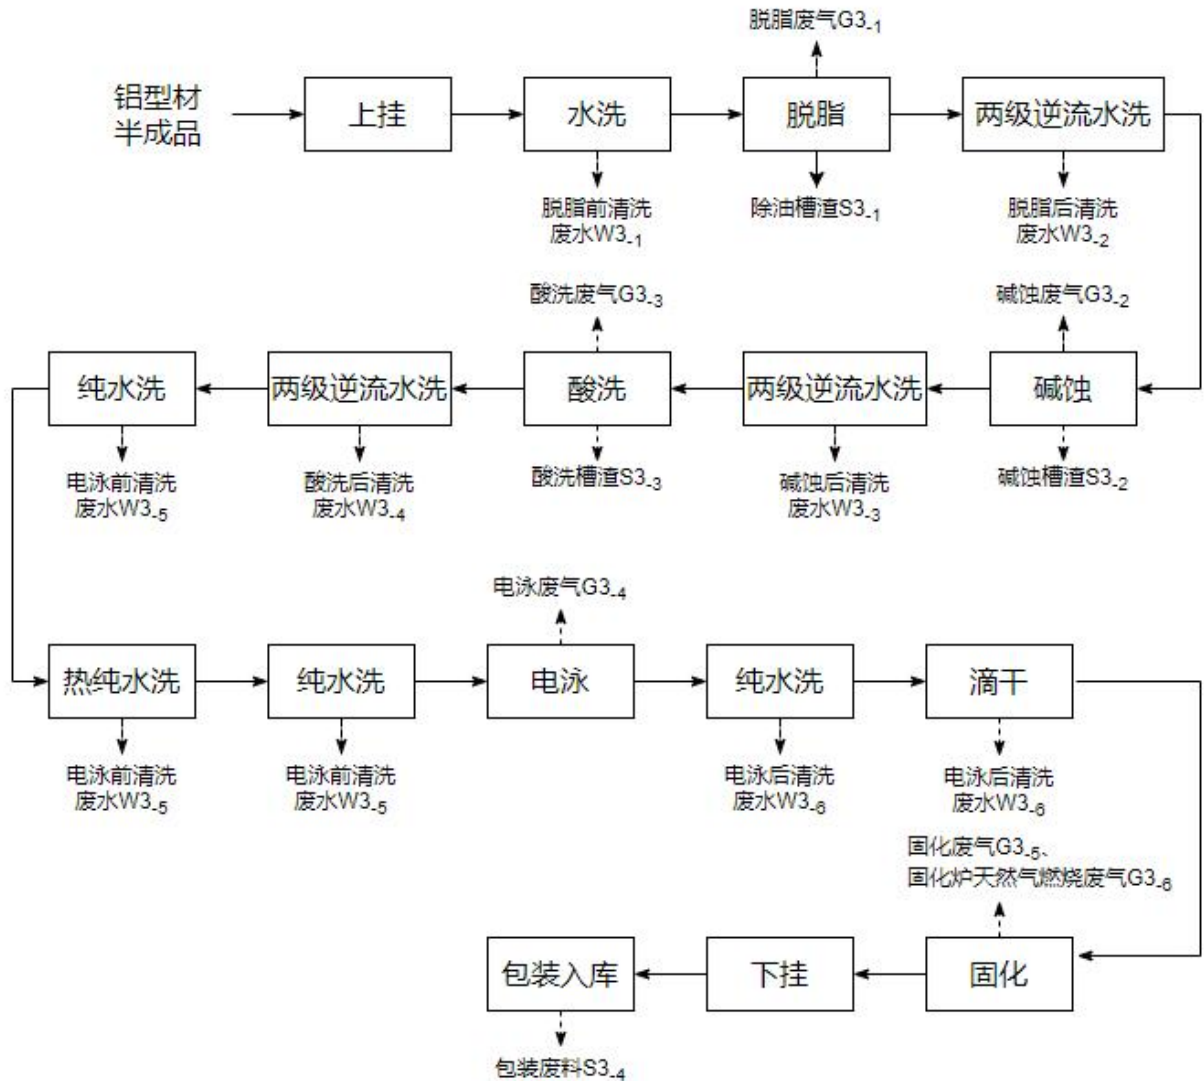 脱脂废气G3-1
铝型材
半成品
上挂
水洗
脱脂
两级逆流水洗
脱脂前清洗
废水W3-1
除油槽渣S3-1
脱脂后清洗
废水W3-2
酸洗废气G3-3
碱蚀废气G3-2
纯水洗
两级逆流水洗
酸洗
两级逆流水洗
碱蚀
电泳前清洗
废水W3-5
酸洗后清洗
废水W3-4
酸洗槽渣S3-3
碱蚀后清洗
废水W3-3
碱蚀槽渣S3-2
电泳废气G3-4
热纯水洗
纯水洗
电泳
纯水洗
滴干
电泳前清洗
废水W3-5
电泳前清洗
废水W3-5
电泳后清洗
废水W3-6
电泳后清洗
废水W3-6
固化废气G3-5、
固化炉天然气燃烧废气G3-6
包装入库
下挂
固化
包装废料S3-4